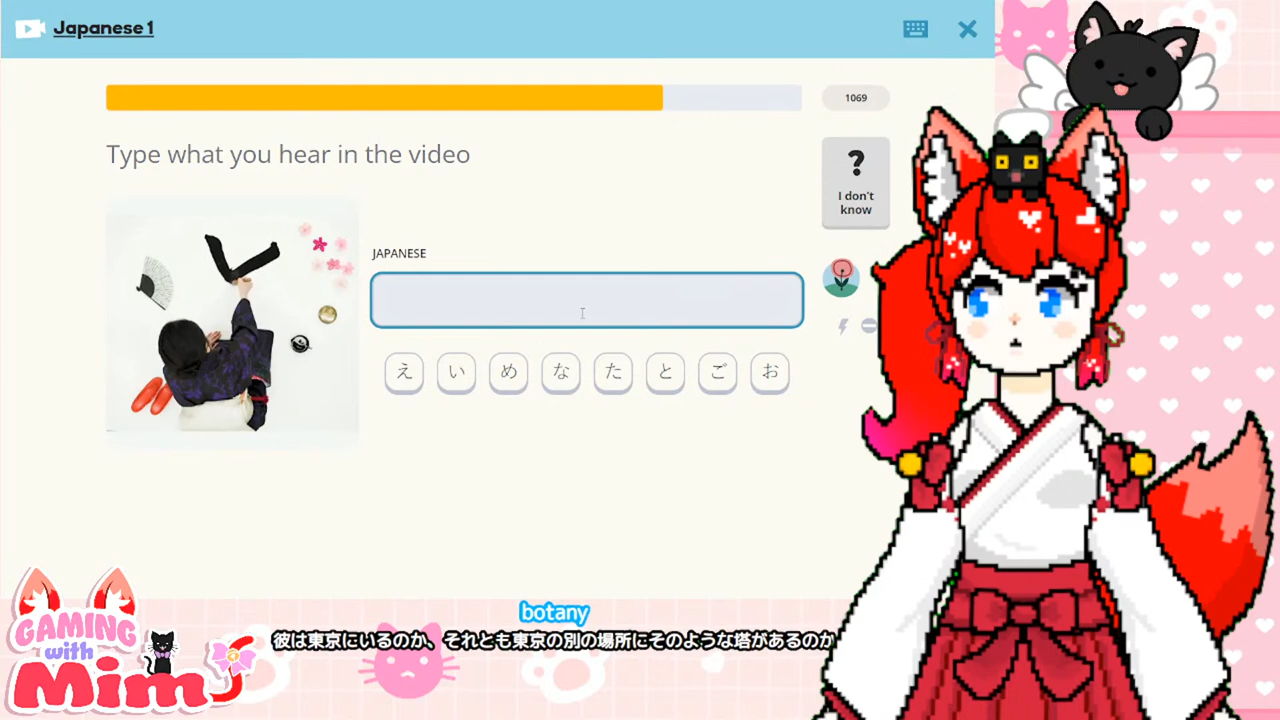 Japanese 1
1069
Type what you hear in the video
?
I don't
know
JAPANESE
え い め な た と ご お
GAMING
with
Mim
botany
彼は東京にいるのか、それとも東京の別の場所にそのような塔があるのか